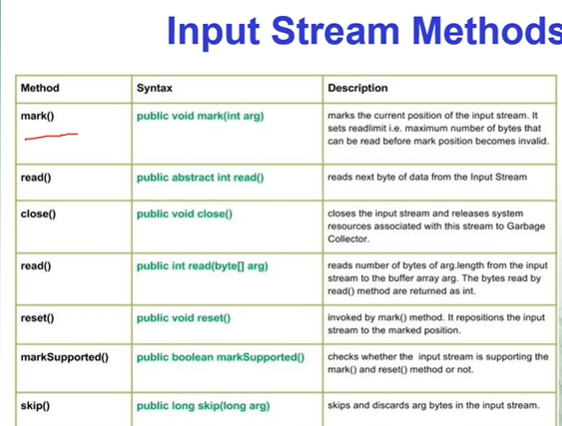 Input Stream Methods
Method Syntax Description
mark() public void mark(int arg) marks the current position of the input stream. It
sets readlimit i.e. maximum number of bytes that
can be read before mark position becomes invalid.
read() public abstract int read() reads next byte of data from the Input Stream
close() public void close() closes the input stream and releases system
resources associated with this stream to Garbage
Collector.
read() public int read(byte[] arg) reads number of bytes of arg.length from the input
stream to the buffer array arg. The bytes read by
read() method are returned as int.
reset() public void reset() invoked by mark() method. It repositions the input
stream to the marked position.
markSupported() public boolean markSupported() checks whether the input stream is supporting the
mark() and reset() method or not.
skip() public long skip(long arg) skips and discards arg bytes in the input stream.